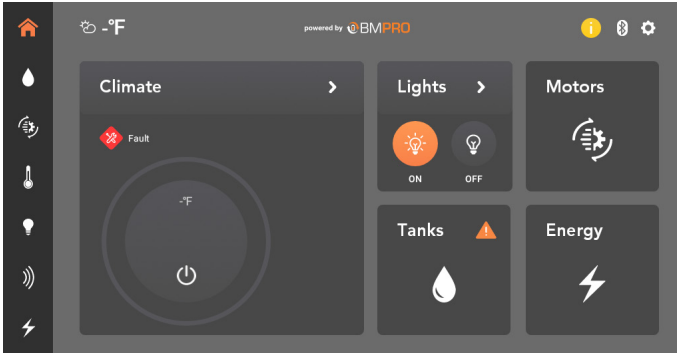 -°F
powered by BMPRO
Climate
Lights
Motors
Fault
ON
OFF
-°F
Tanks
Energy